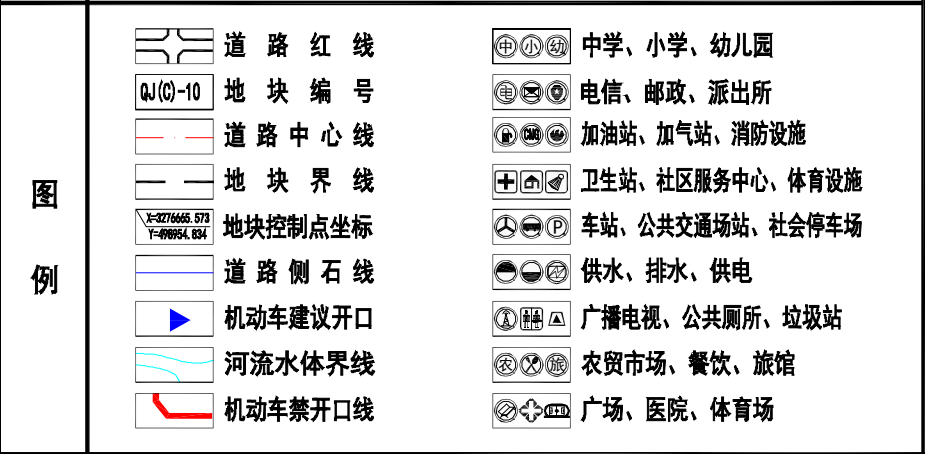 图例
道路红线
QJ(C)-10 地块编号
道路中心线
地块界线
X=3276665.573
Y=498954.834
地块控制点坐标
道路侧石线
机动车建议开口
河流水体界线
机动车禁开口线
中 小 幼 中学、小学、幼儿园
电 电信、邮政、派出所
CNG 加油站、加气站、消防设施
卫生站、社区服务中心、体育设施
P 车站、公共交通场站、社会停车场
供水、排水、供电
广播电视、公共厕所、垃圾站
农 旅 农贸市场、餐饮、旅馆
广场、医院、体育场